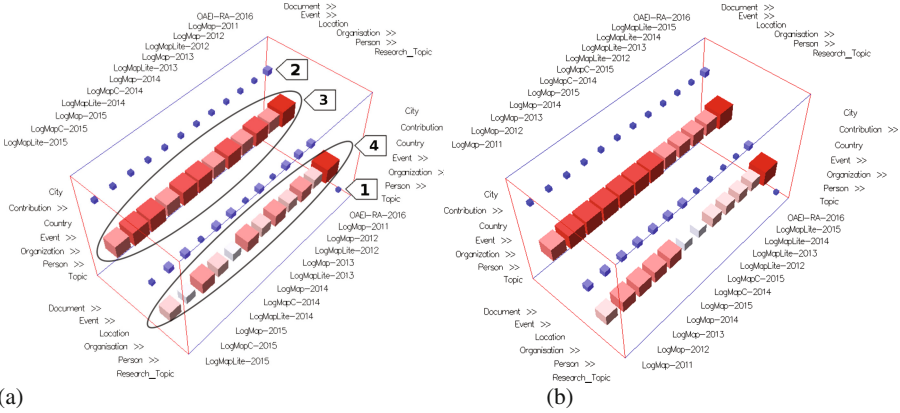 Document >>
Event >>
Location
Organisation >>
Person >>
Research_Topic
OAEI-RA-2016
LogMap-2011
LogMap-2012
LogMapLite-2012
LogMap-2013
LogMapLite-2013
LogMap-2014
LogMapC-2014
LogMapLite-2014
LogMap-2015
LogMapC-2015
LogMapLite-2015
2
3
4
1
City
Contribution >>
Country
Event >>
Organization >>
Person >>
Topic
City
Contribution >>
Country
Event >>
Organization >>
Person >>
Topic
OAEI-RA-2016
LogMap-2011
LogMap-2012
LogMapLite-2012
LogMap-2013
LogMapLite-2013
LogMap-2014
LogMapC-2014
LogMapLite-2014
LogMap-2015
LogMapC-2015
LogMapLite-2015
Document >>
Event >>
Location
Organisation >>
Person >>
Research_Topic
(a)
Document >>
Event >>
Location
Organisation >>
Person >>
Research_Topic
OAEI-RA-2016
LogMapLite-2015
LogMapLite-2014
LogMapLite-2013
LogMapLite-2012
LogMapC-2015
LogMapC-2014
LogMap-2015
LogMap-2014
LogMap-2013
LogMap-2012
LogMap-2011
City
Contribution >>
Country
Event >>
Organization >>
Person >>
Topic
City
Contribution >>
Country
Event >>
Organization >>
Person >>
Topic
OAEI-RA-2016
LogMapLite-2015
LogMapLite-2014
LogMapLite-2013
LogMapLite-2012
LogMapC-2015
LogMapC-2014
LogMap-2015
LogMap-2014
LogMap-2013
LogMap-2012
LogMap-2011
Document >>
Event >>
Location
Organisation >>
Person >>
Research_Topic
(b)